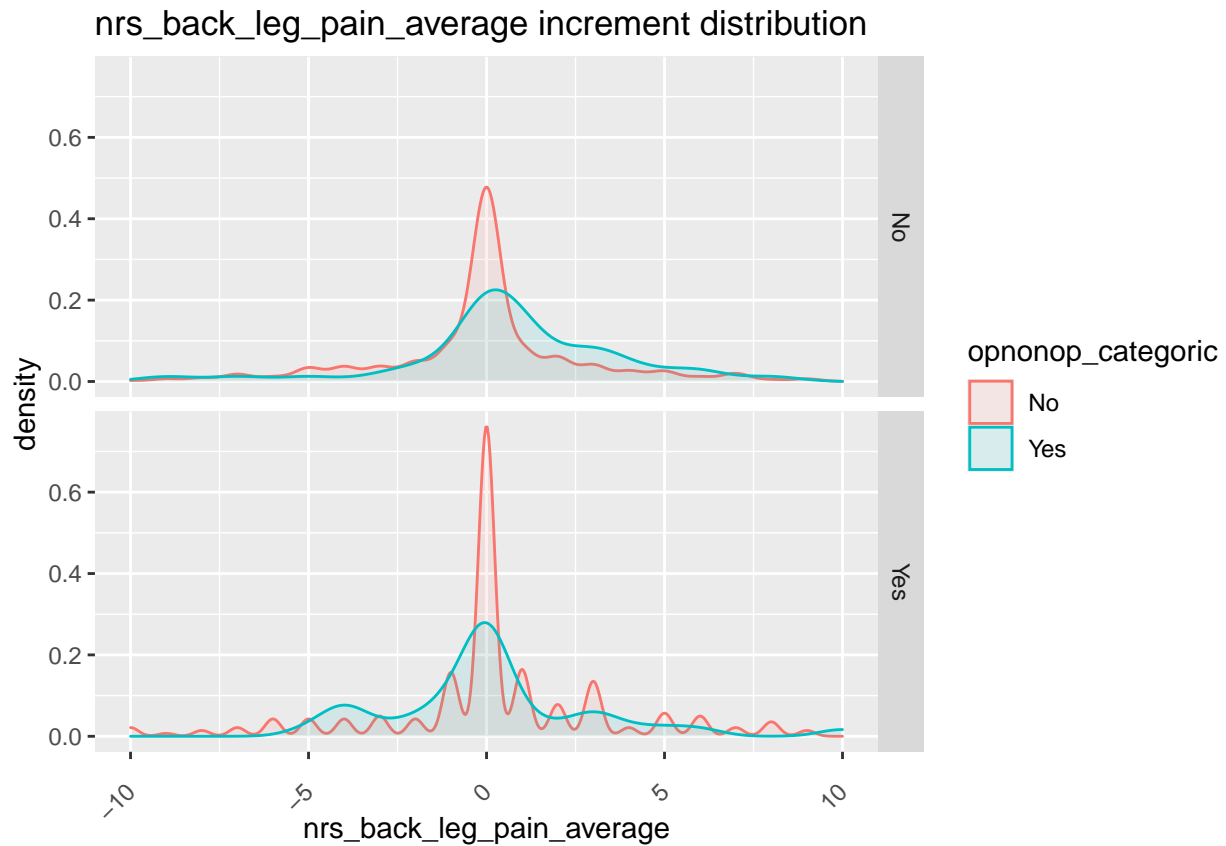 nrs_back_leg_pain_average increment distribution
density
0.6
0.4
0.2
0.0
No
0.6
0.4
0.2
0.0
Yes
−10
−5
0
5
10
nrs_back_leg_pain_average
opnonop_categoric
No
Yes